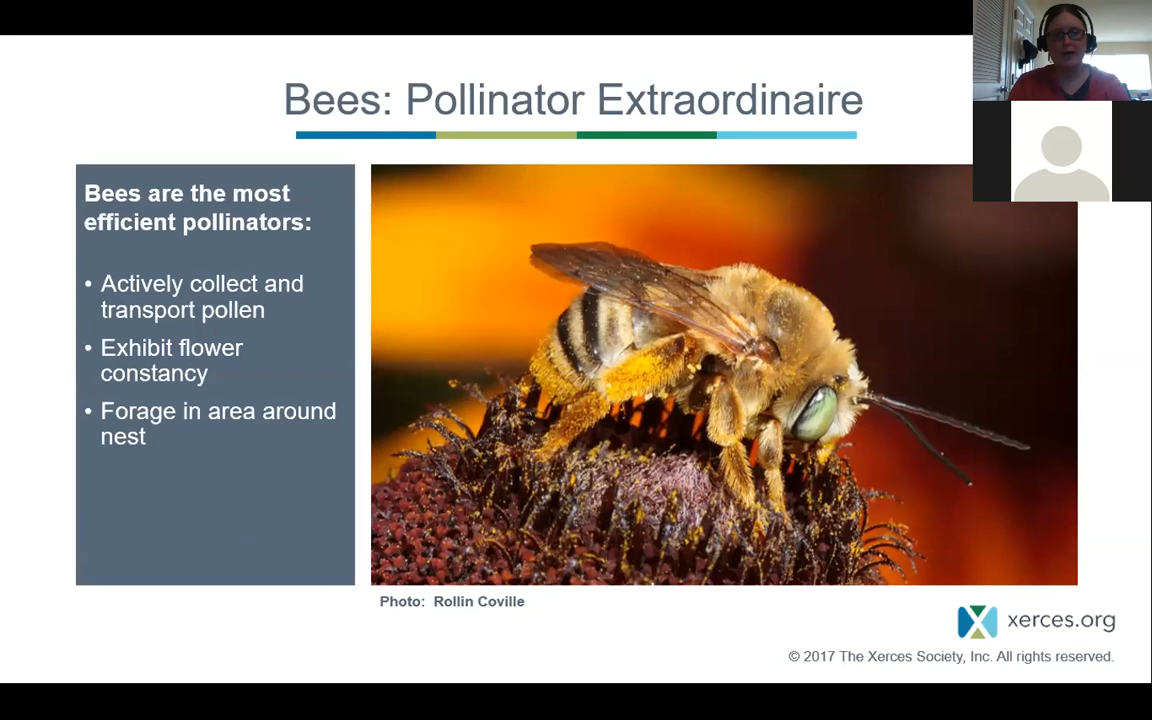 Bees: Pollinator Extraordinaire
Bees are the most
efficient pollinators:
• Actively collect and
transport pollen
• Exhibit flower
constancy
• Forage in area around
nest
Photo: Rollin Coville
xerces.org
© 2017 The Xerces Society, Inc. All rights reserved.